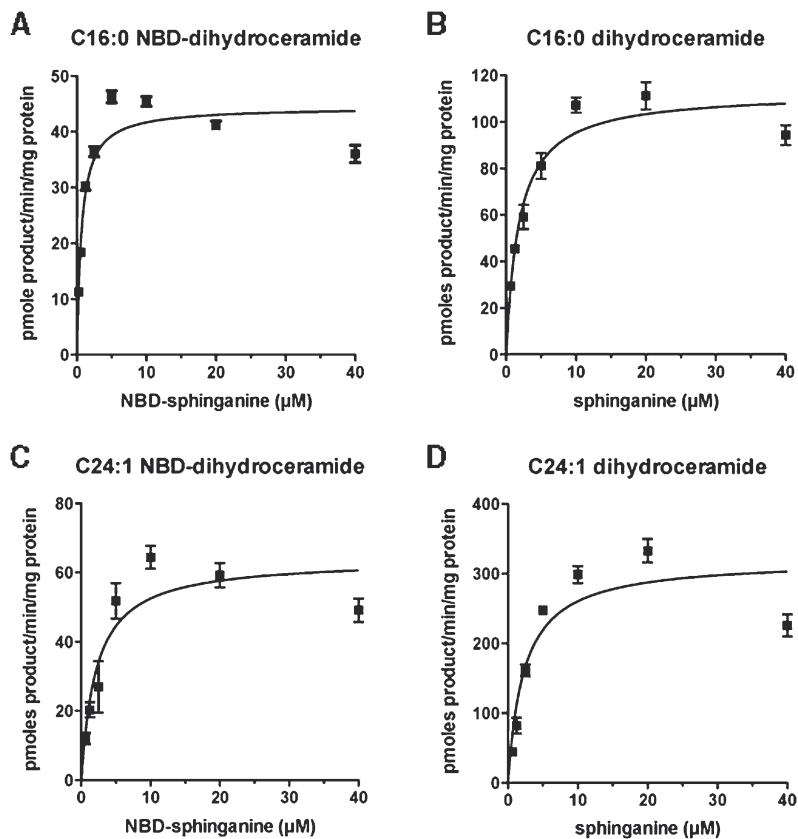 A
C16:0 NBD-dihydroceramide
pmole product/min/mg protein
50
40
30
20
10
0
0 10 20 30 40
NBD-sphinganine (µM)
B
C16:0 dihydroceramide
pmoles product/min/mg protein
120
100
80
60
40
20
0
0 10 20 30 40
sphinganine (µM)
C
C24:1 NBD-dihydroceramide
pmoles product/min/mg protein
80
60
40
20
0
0 10 20 30 40
NBD-sphinganine (µM)
D
C24:1 dihydroceramide
pmoles product/min/mg protein
400
300
200
100
0
0 10 20 30 40
sphinganine (µM)